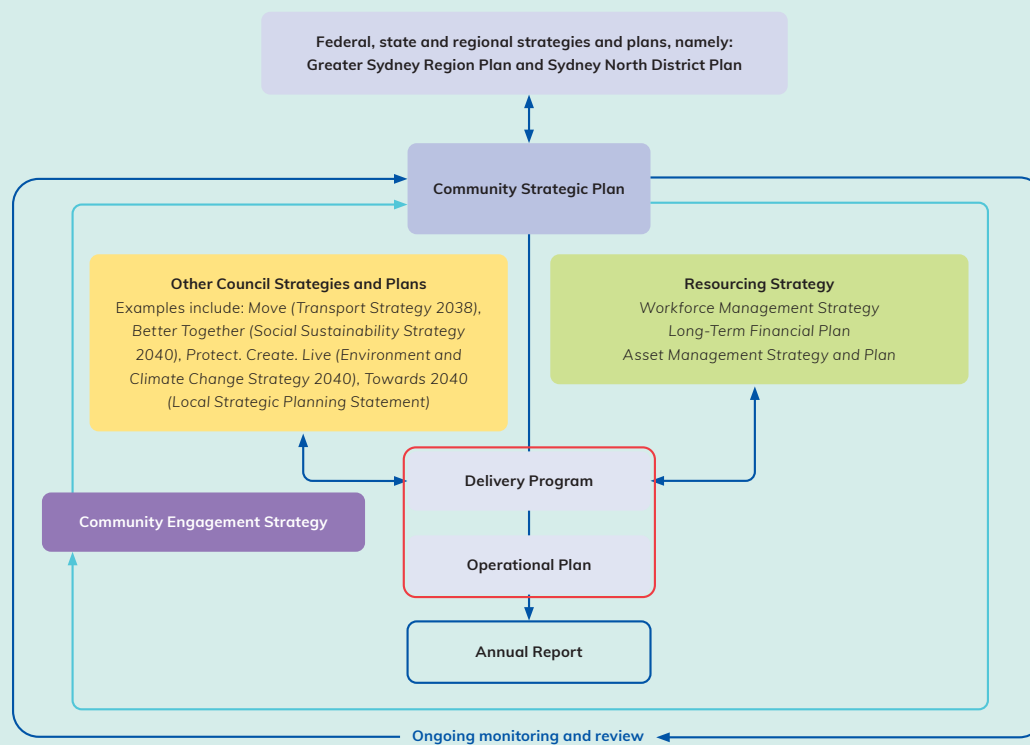 Federal, state and regional strategies and plans, namely:
Greater Sydney Region Plan and Sydney North District Plan
Community Strategic Plan
Other Council Strategies and Plans
Examples include: Move (Transport Strategy 2038),
Better Together (Social Sustainability Strategy
2040), Protect. Create. Live (Environment and
Climate Change Strategy 2040), Towards 2040
(Local Strategic Planning Statement)
Resourcing Strategy
Workforce Management Strategy
Long-Term Financial Plan
Asset Management Strategy and Plan
Delivery Program
Community Engagement Strategy
Operational Plan
Annual Report
Ongoing monitoring and review